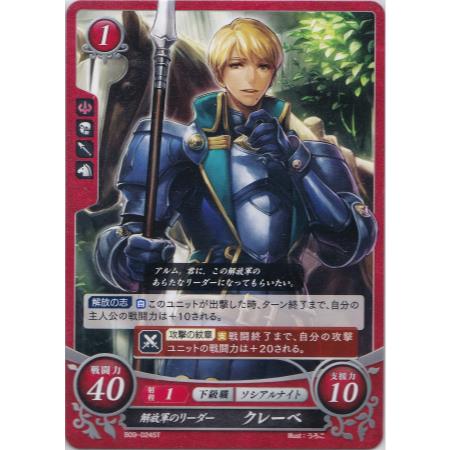 1
アルム。君に、この解放軍の
あらたなリーダーになってもらいたい。
解放の志 自 このユニットが出撃した時、ターン終了まで、自分の
主人公の戦闘力は+10される。
攻撃の紋章 支 戦闘終了まで、自分の攻撃
ユニットの戦闘力は+20される。
戦闘力
40
射程 1 下級職 ソシアルナイト
支援力
10
解放軍のリーダー クレーベ
B09-024ST
Illust：うろこ